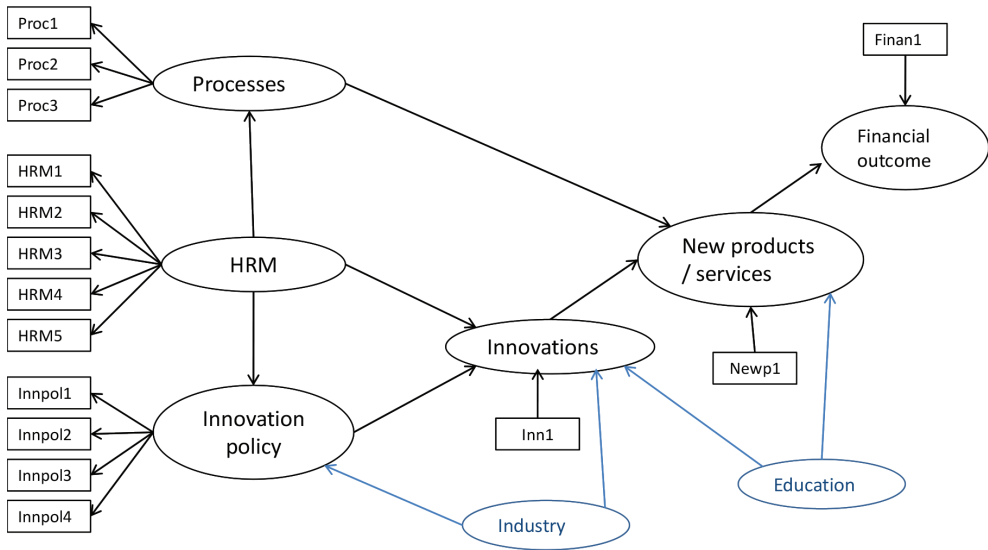 Proc1
Proc2
Proc3
Processes
Finan1
Financial
outcome
HRM1
HRM2
HRM3
HRM4
HRM5
HRM
New products
/ services
Innovations
Newp1
Innpol1
Innpol2
Innpol3
Innpol4
Innovation
policy
Inn1
Education
Industry